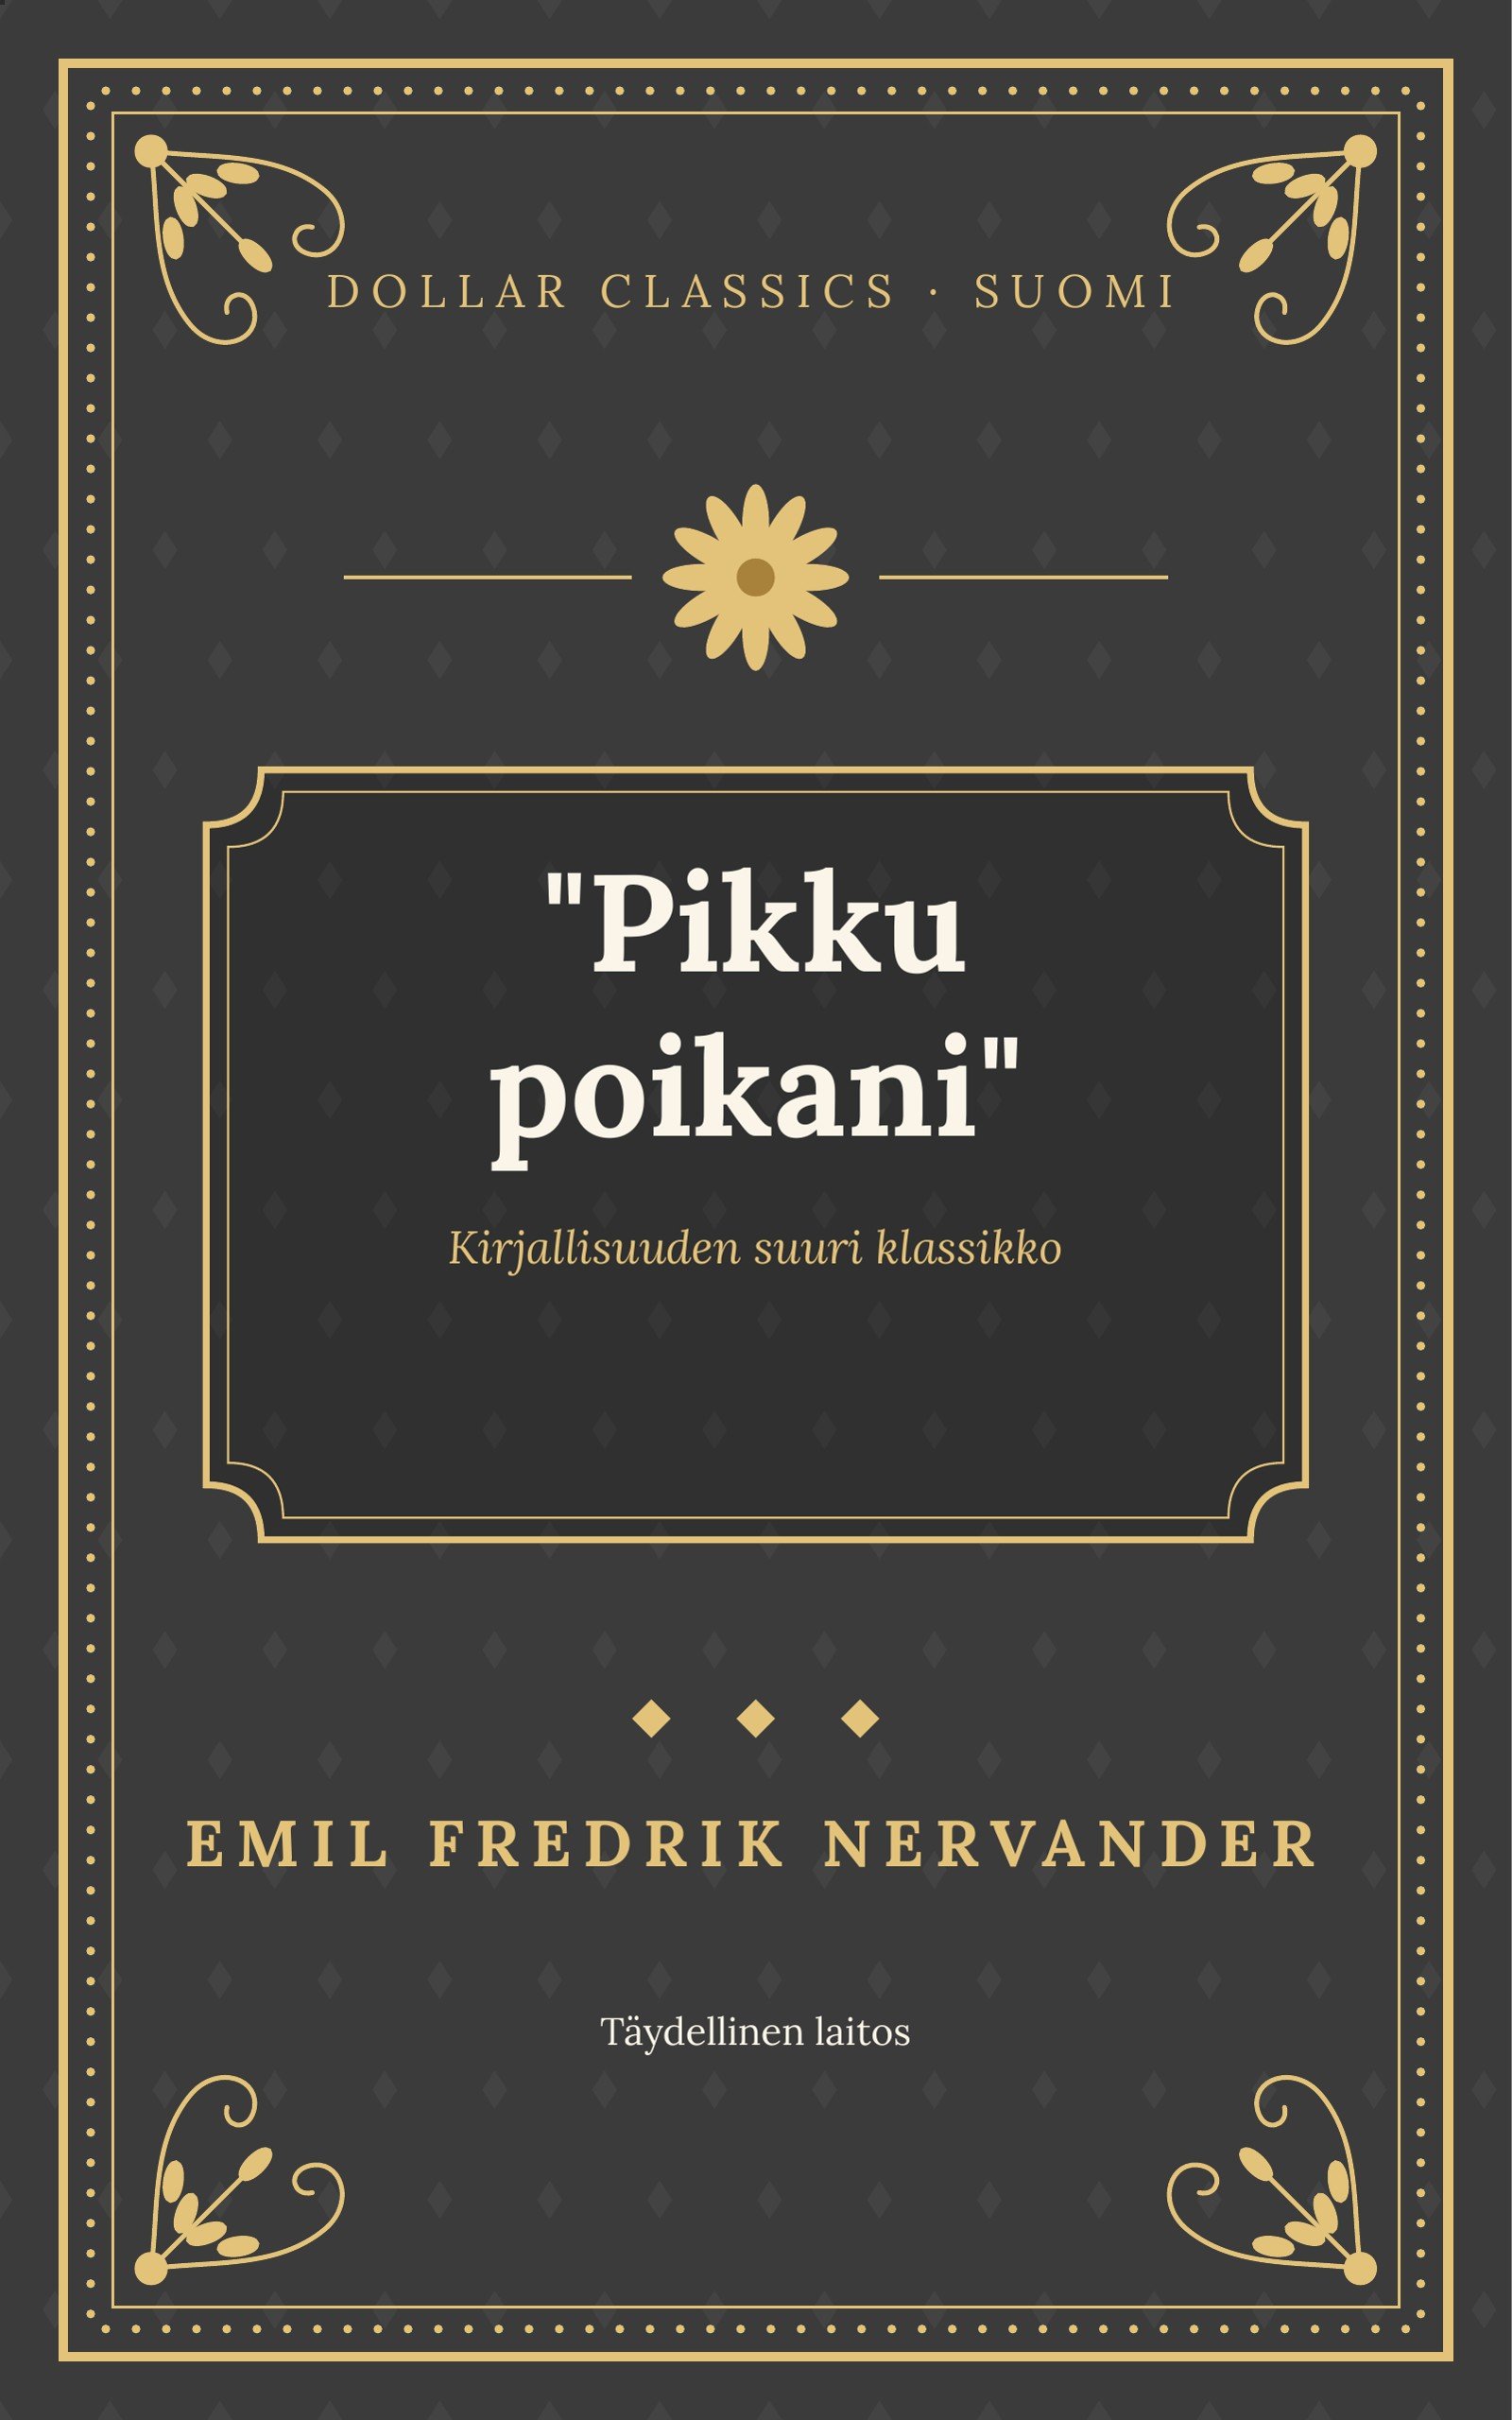 DOLLAR CLASSICS · SUOMI
"Pikku
poikani"
Kirjallisuuden suuri klassikko
EMIL FREDRIK NERVANDER
Täydellinen laitos